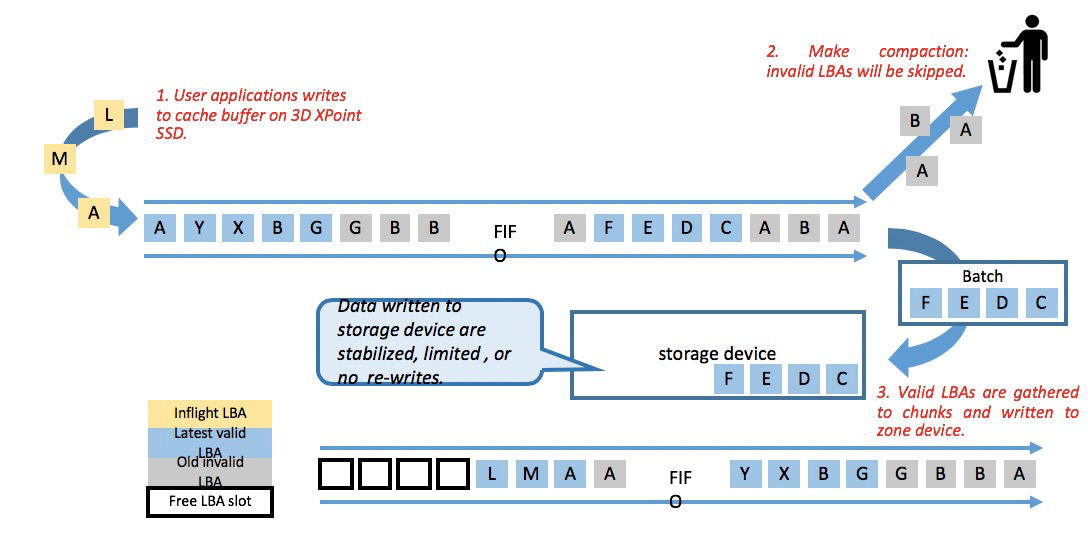 2. Make compaction:
invalid LBAs will be skipped.
1. User applications writes
to cache buffer on 3D XPoint
SSD.
L
M
A
B
A
A
A Y X B G G B B
FIF
O
A F E D C A B A
Batch
F E D C
Data written to
storage device are
stabilized, limited , or
no re-writes.
storage device
F E D C
3. Valid LBAs are gathered
to chunks and written to
zone device.
Inflight LBA
Latest valid
LBA
Old invalid
LBA
Free LBA slot
L M A A
FIF
O
Y X B G G B B A